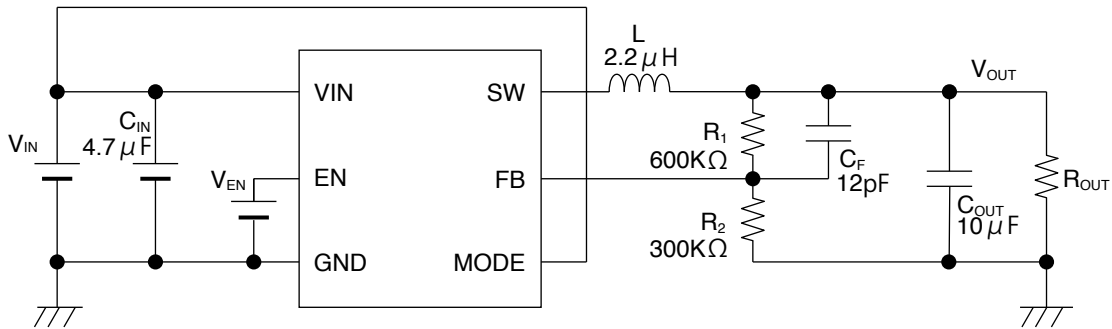 L
2.2μH
VOUT
VIN
SW
CIN
4.7μF
VIN
R1
600KΩ
CF
12pF
VEN
EN
FB
ROUT
R2
300KΩ
COUT
10μF
GND
MODE